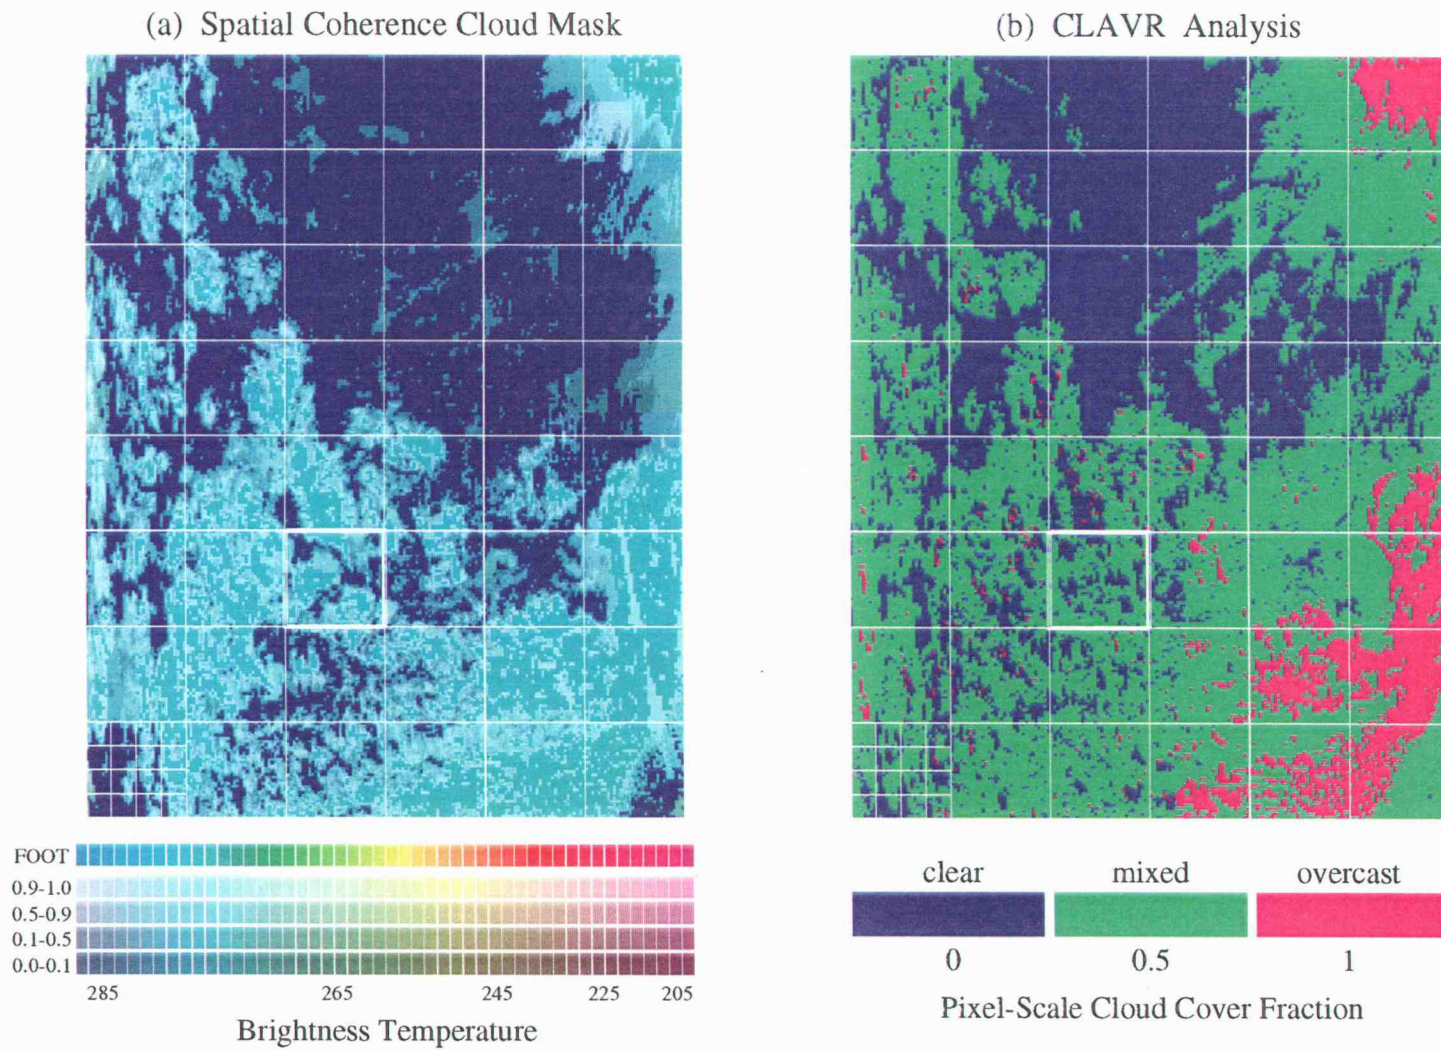 (a) Spatial Coherence Cloud Mask
(b) CLAVR Analysis
FOOT
0.9-1.0
0.5-0.9
0.1-0.5
0.0-0.1
285 265 245 225 205
Brightness Temperature
clear mixed overcast
0 0.5 1
Pixel-Scale Cloud Cover Fraction